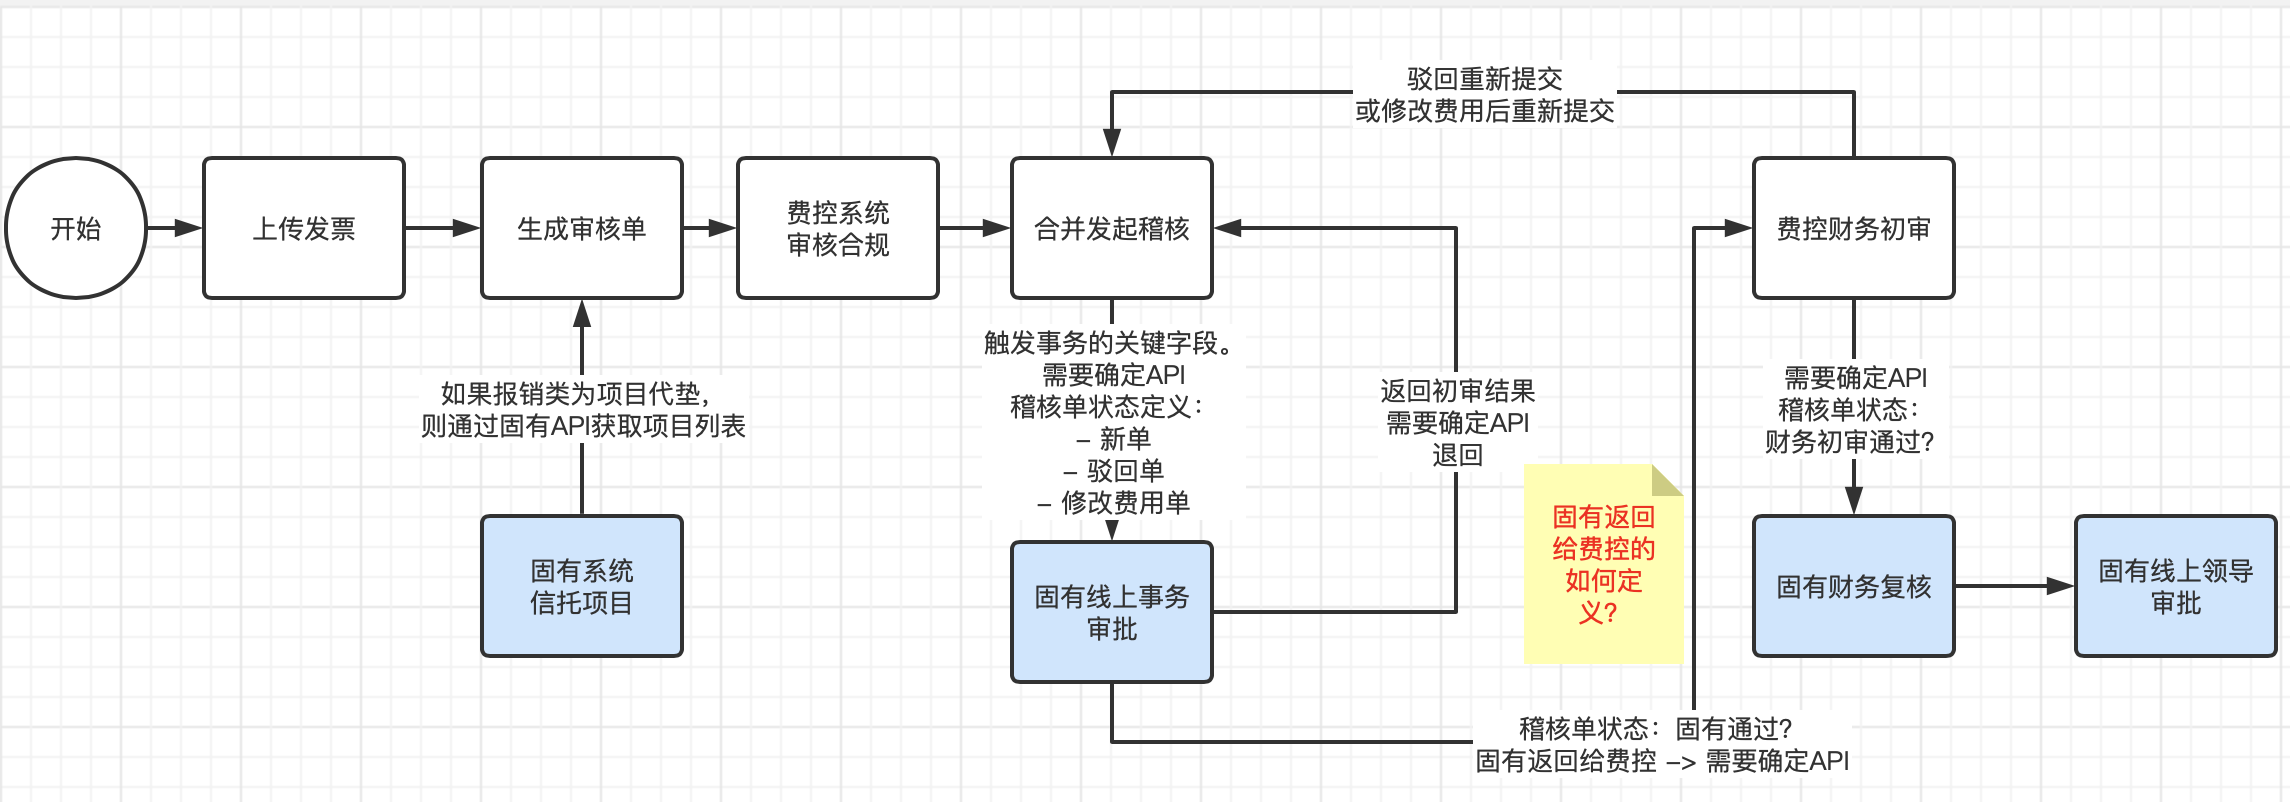 驳回重新提交
或修改费用后重新提交
开始
上传发票
生成审核单
费控系统
审核合规
合并发起稽核
费控财务初审
触发事务的关键字段。
需要确定API
稽核单状态定义：
- 新单
- 驳回单
- 修改费用单
如果报销类为项目代垫，
则通过固有API获取项目列表
返回初审结果
需要确定API
退回
需要确定API
稽核单状态：
财务初审通过?
固有返回
给费控的
如何定
义?
固有系统
信托项目
固有线上事务
审批
固有财务复核
固有线上领导
审批
稽核单状态：固有通过?
固有返回给费控 -> 需要确定API